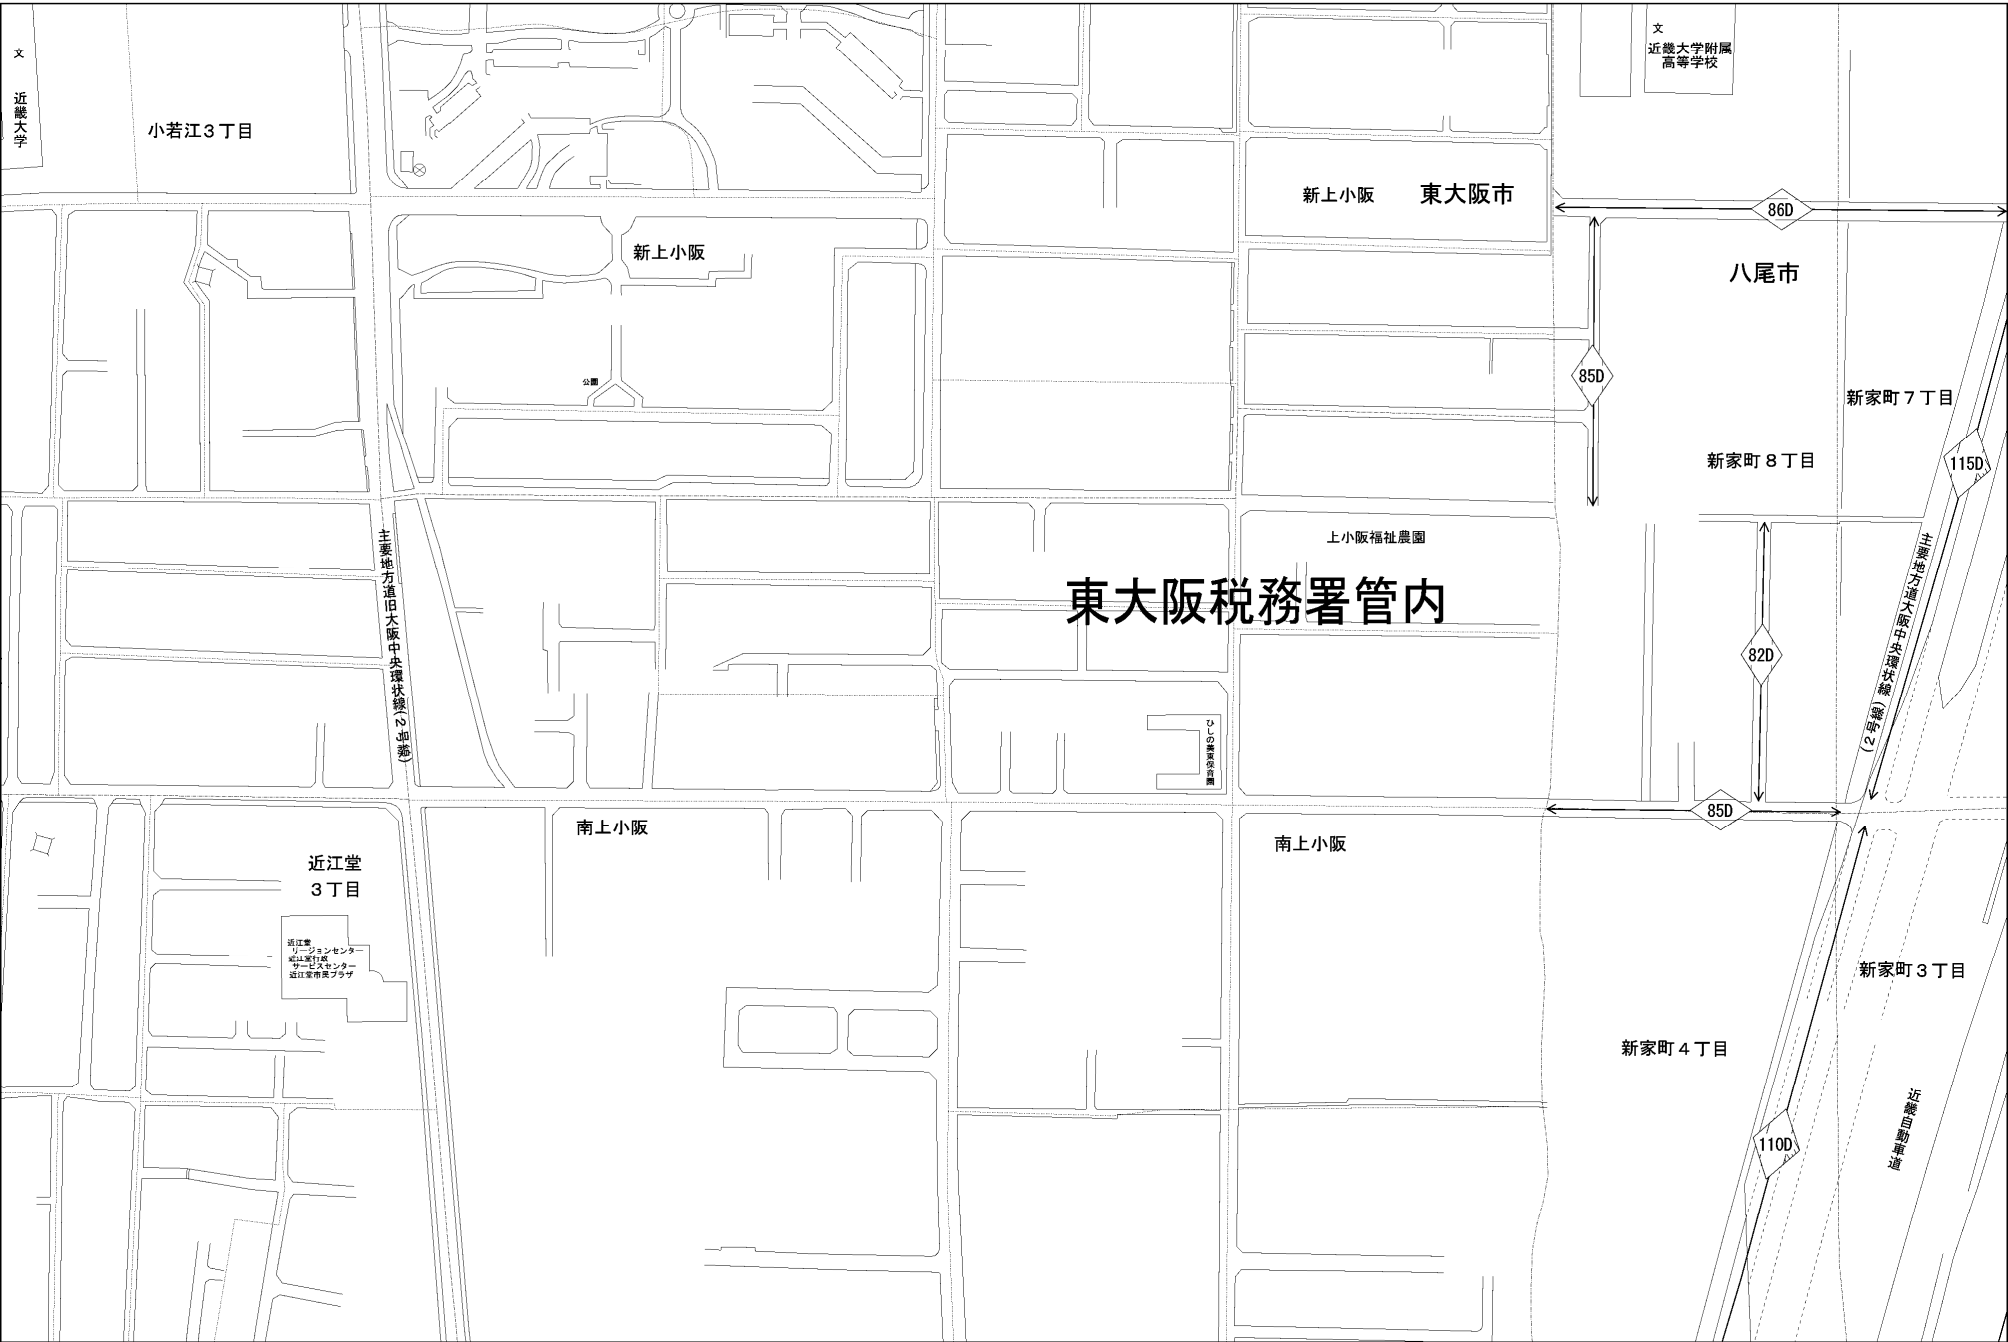 文
近畿大学
小若江3丁目
文
近畿大学附属
高等学校
新上小阪
東大阪市
86D
新上小阪
八尾市
公園
85D
新家町7丁目
新家町8丁目
115D
主要地方道旧大阪中央環状線(2号線)
上小阪福祉農園
東大阪税務署管内
主要地方道大阪中央環状線
(2号線)
82D
ひしの美東保育園
85D
南上小阪
南上小阪
近江堂
3丁目
近江堂
リージョンセンター
近江堂行政
サービスセンター
近江堂市民プラザ
新家町3丁目
新家町4丁目
近畿自動車道
110D